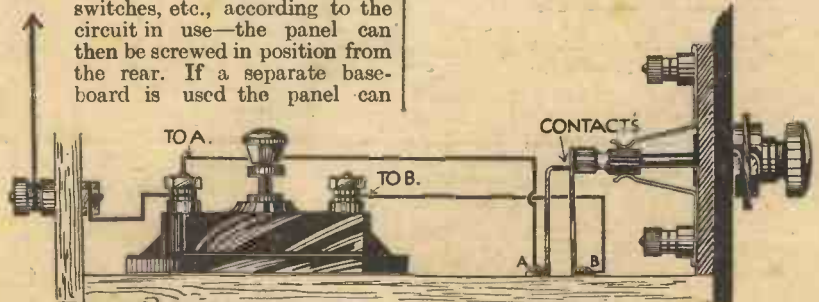 switches, etc., according to the
circuit in use—the panel can
then be screwed in position from
the rear. If a separate base-
board is used the panel can
TO A.
CONTACTS
TO B.
A
B